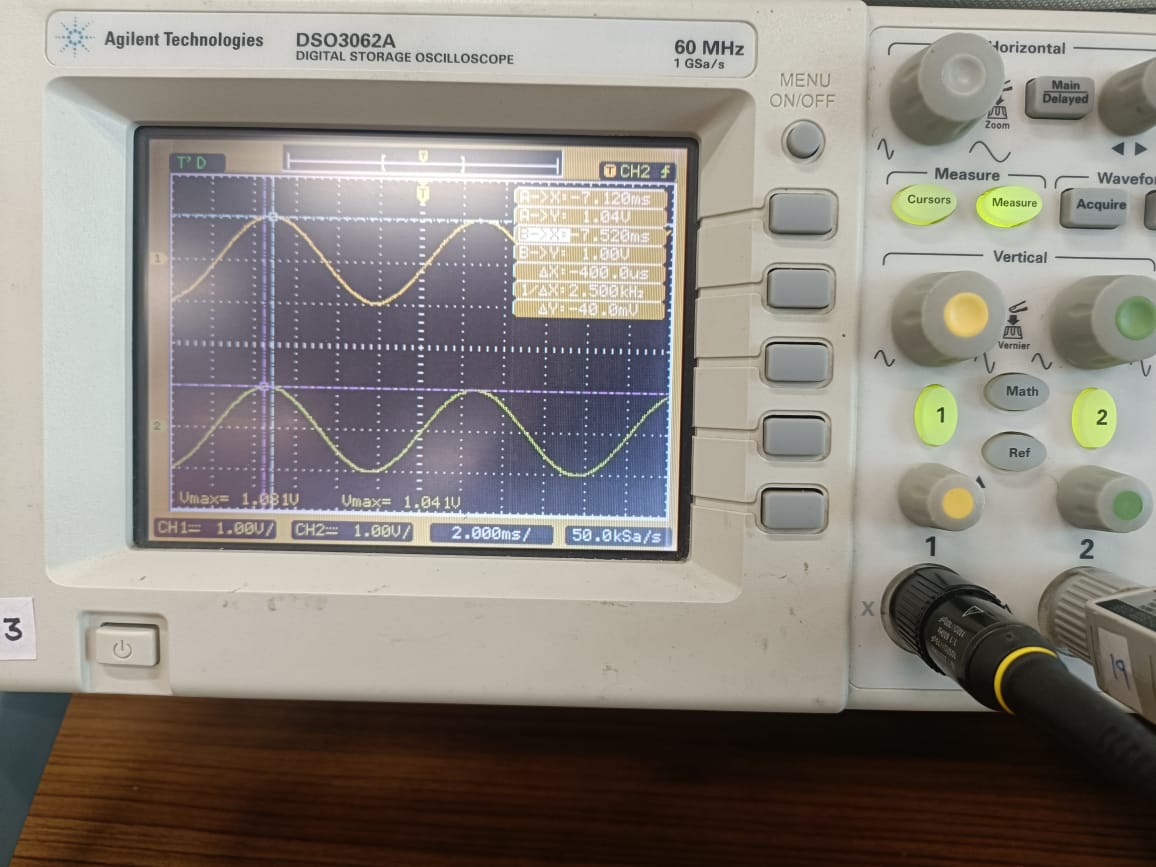 Agilent Technologies
DSO3062A
DIGITAL STORAGE OSCILLOSCOPE
60 MHz
1 GSa/s
MENU
ON/OFF
T'D
T
T CH2
T
A->X:-7.120ms
A->Y: 1.04V
B->X:-7.520ms
B->Y: 1.00V
ΔX:-400.0us
1/ΔX:2.500kHz
ΔY:-40.0mV
1
2
Vmax= 1.081V Vmax= 1.041V
CH1 1.00V/ CH2 1.00V/ 2.000ms/ 50.0kSa/s
Horizontal
Main
Delayed
Zoom
Measure
Cursors
Measure
Acquire
Vertical
Vernier
Math
1
2
Ref
1
2
X
3
19